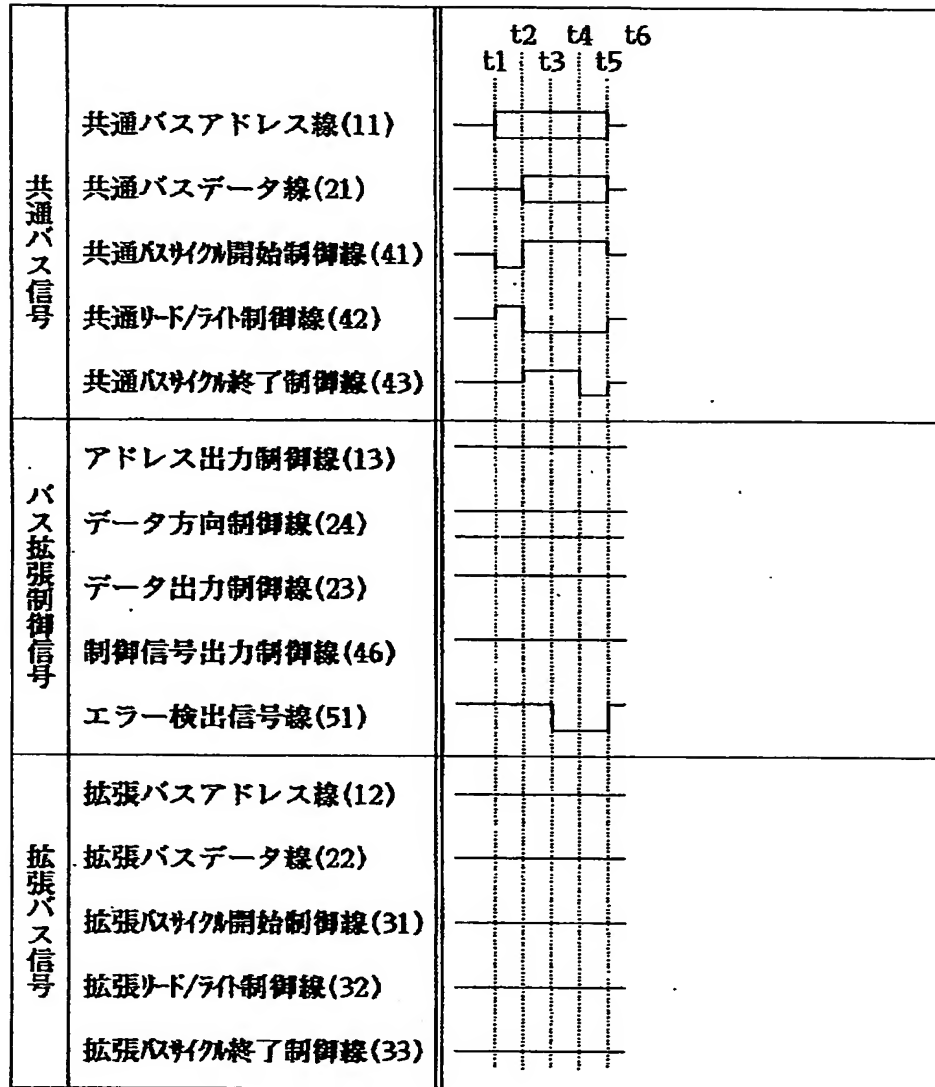 t2 t4 t6
t1 t3 t5
共通バス信号
共通バスアドレス線(11)
共通バスデータ線(21)
共通バスサイクル開始制御線(41)
共通リード/ライト制御線(42)
共通バスサイクル終了制御線(43)
バス拡張制御信号
アドレス出力制御線(13)
データ方向制御線(24)
データ出力制御線(23)
制御信号出力制御線(46)
エラー検出信号線(51)
拡張バス信号
拡張バスアドレス線(12)
拡張バスデータ線(22)
拡張バスサイクル開始制御線(31)
拡張リード/ライト制御線(32)
拡張バスサイクル終了制御線(33)